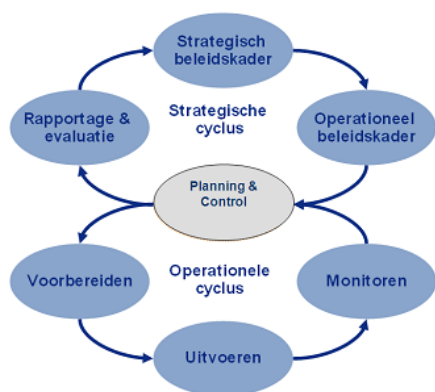 Strategisch
beleidskader
Rapportage &
evaluatie
Strategische
cyclus
Operationeel
beleidskader
Planning &
Control
Voorbereiden
Operationele
cyclus
Monitoren
Uitvoeren